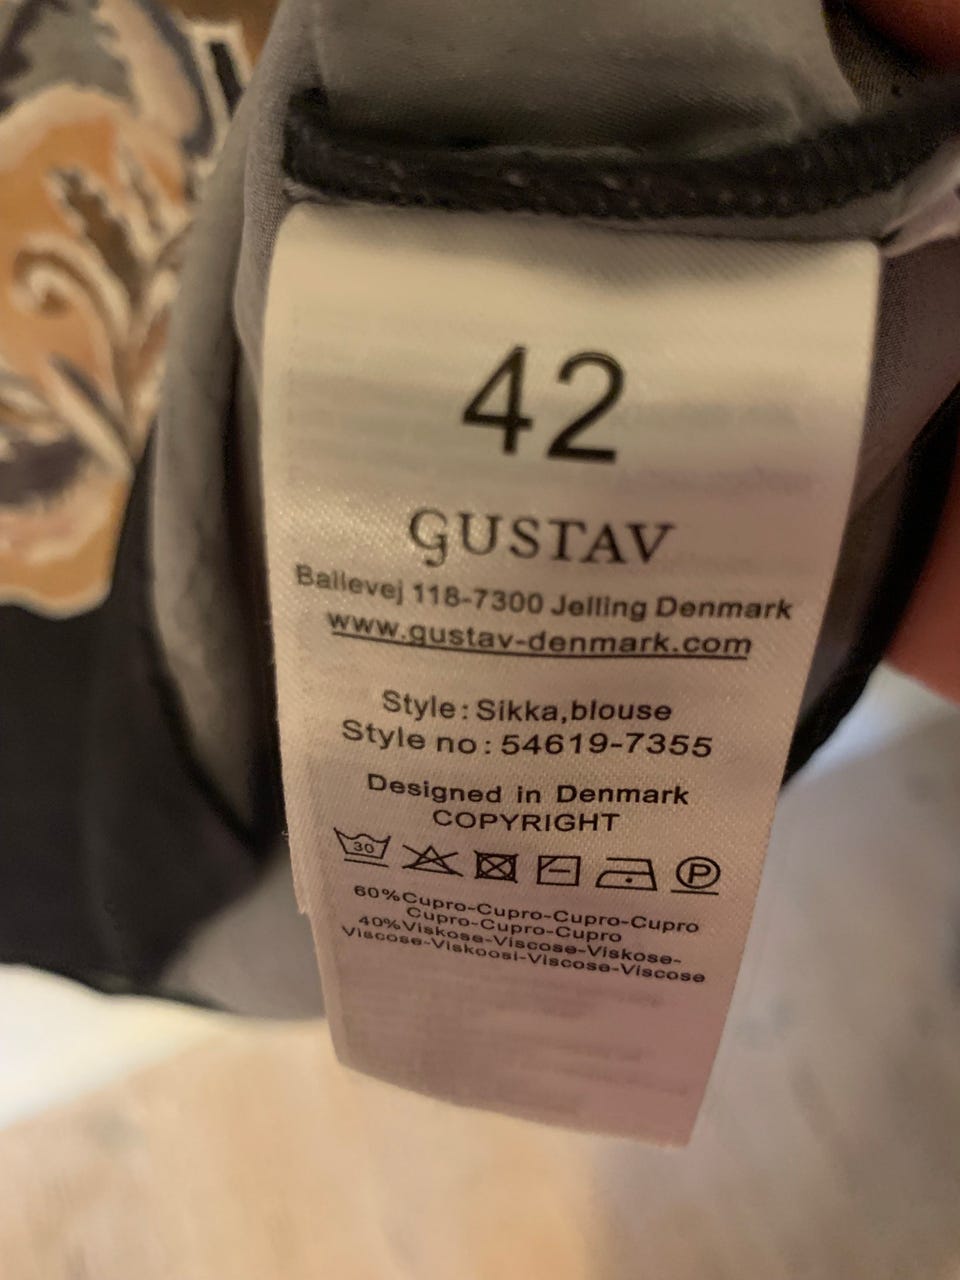 42
GUSTAV
Ballevej 118-7300 Jelling Denmark
www.gustav-denmark.com
Style: Sikka,blouse
Style no: 54619-7355
Designed in Denmark
COPYRIGHT
30 P
60%Cupro-Cupro-Cupro-Cupro
Cupro-Cupro-Cupro
40%Viskose-Viscose-Viskose-
Viscose-Viskoosi-Viscose-Viscose